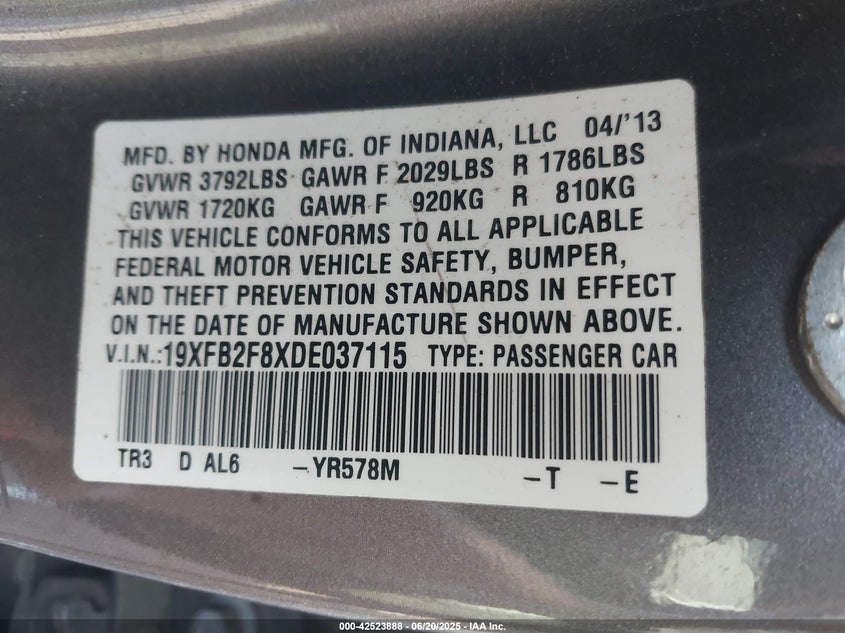 MFD. BY HONDA MFG. OF INDIANA, LLC 04/'13
GVWR 3792LBS GAWR F 2029LBS R 1786LBS
GVWR 1720KG GAWR F 920KG R 810KG
THIS VEHICLE CONFORMS TO ALL APPLICABLE
FEDERAL MOTOR VEHICLE SAFETY, BUMPER,
AND THEFT PREVENTION STANDARDS IN EFFECT
ON THE DATE OF MANUFACTURE SHOWN ABOVE.
V.I.N.:19XFB2F8XDE037115 TYPE: PASSENGER CAR
TR3 D AL6 –YR578M –T –E
000-42523888 - 06/20/2025 - IAA Inc.